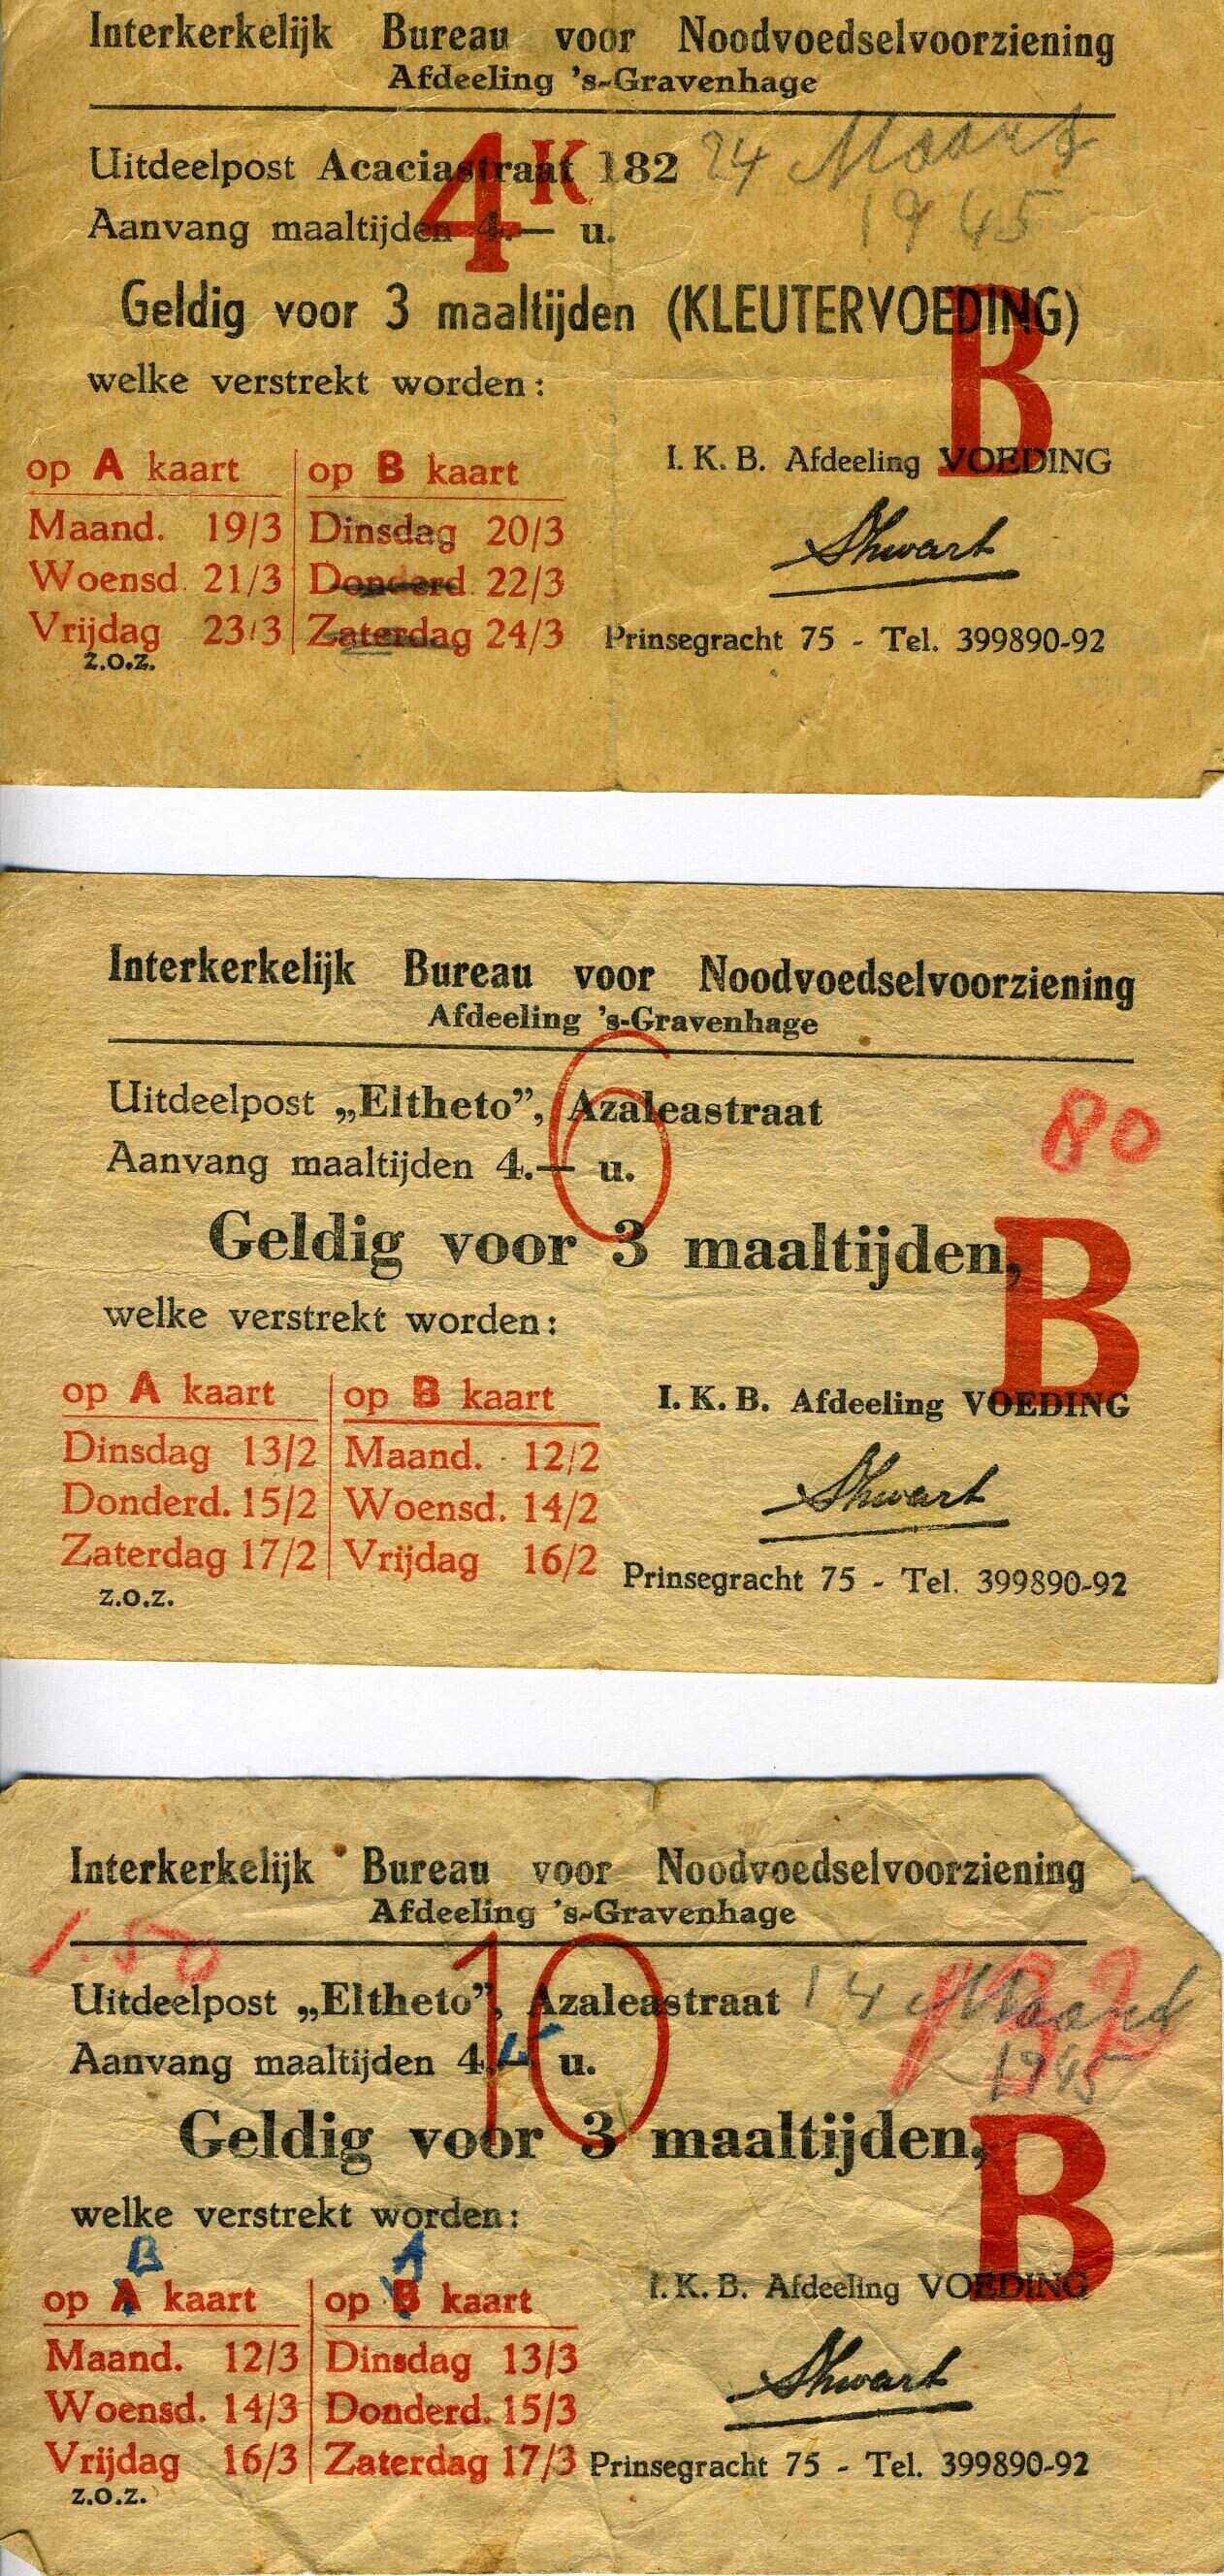 Interkerkelijk Bureau voor Noodvoedselvoorziening
Afdeeling 's-Gravenhage
Uitdeelpost Acaciastraat 182 24 Maart
4K
1945
Aanvang maaltijden 4.— u.
Geldig voor 3 maaltijden (KLEUTERVOEDING)
B
welke verstrekt worden:
op A kaart op B kaart
I. K. B. Afdeeling VOEDING
Maand. 19/3 Dinsdag 20/3
Woensd. 21/3 Donderd. 22/3
Vrijdag 23/3 Zaterdag 24/3
Prinsegracht 75 - Tel. 399890-92
z.o.z.
Interkerkelijk Bureau voor Noodvoedselvoorziening
Afdeeling 's-Gravenhage
Uitdeelpost „Eltheto”, Azaleastraat
6
80
Aanvang maaltijden 4.— u.
Geldig voor 3 maaltijden,
B
welke verstrekt worden:
op A kaart op B kaart
I. K. B. Afdeeling VOEDING
Dinsdag 13/2 Maand. 12/2
Donderd. 15/2 Woensd. 14/2
Zaterdag 17/2 Vrijdag 16/2
Prinsegracht 75 - Tel. 399890-92
z.o.z.
Interkerkelijk Bureau voor Noodvoedselvoorziening
Afdeeling 's-Gravenhage
1.50
Uitdeelpost „Eltheto”, Azaleastraat 14 Maart
10
1945
Aanvang maaltijden 4.— u.
Geldig voor 3 maaltijden,
B
welke verstrekt worden:
B A
op A kaart op B kaart
I. K. B. Afdeeling VOEDING
Maand. 12/3 Dinsdag 13/3
Woensd. 14/3 Donderd. 15/3
Vrijdag 16/3 Zaterdag 17/3
Prinsegracht 75 - Tel. 399890-92
z.o.z.